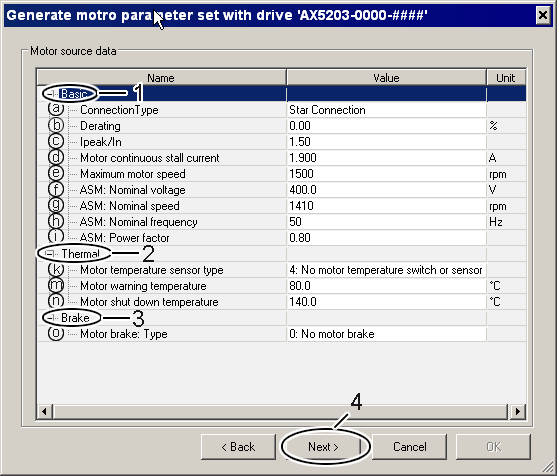 Generate motro parameter set with drive 'AX5203-0000-####'
Motor source data
Name Value Unit
Basic 1
a ConnectionType Star Connection
b Derating 0.00 %
c Ipeak/In 1.50
d Motor continuous stall current 1.900 A
e Maximum motor speed 1500 rpm
f ASM: Nominal voltage 400.0 V
g ASM: Nominal speed 1410 rpm
h ASM: Nominal frequency 50 Hz
i ASM: Power factor 0.80
Thermal 2
k Motor temperature sensor type 4: No motor temperature switch or sensor
m Motor warning temperature 80.0 °C
n Motor shut down temperature 140.0 °C
Brake 3
o Motor brake: Type 0: No motor brake
4
< Back Next > Cancel OK